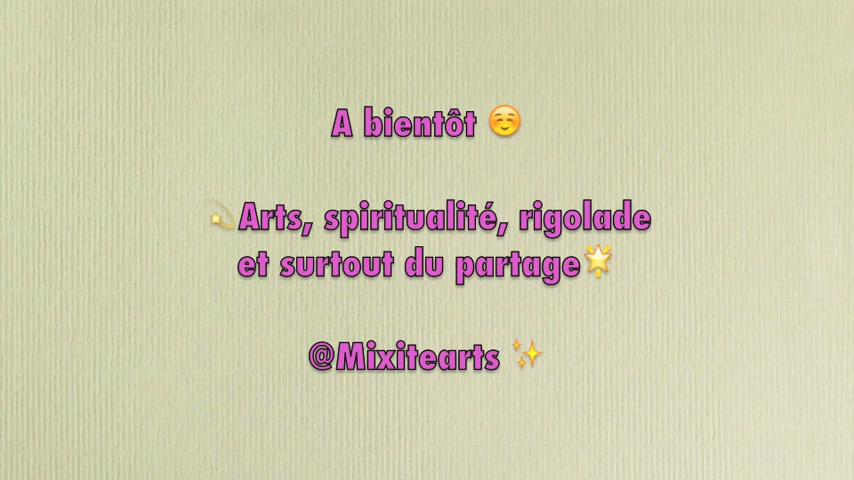 A bientôt ☺️
💫Arts, spiritualité, rigolade
et surtout du partage🌟
@Mixitearts ✨